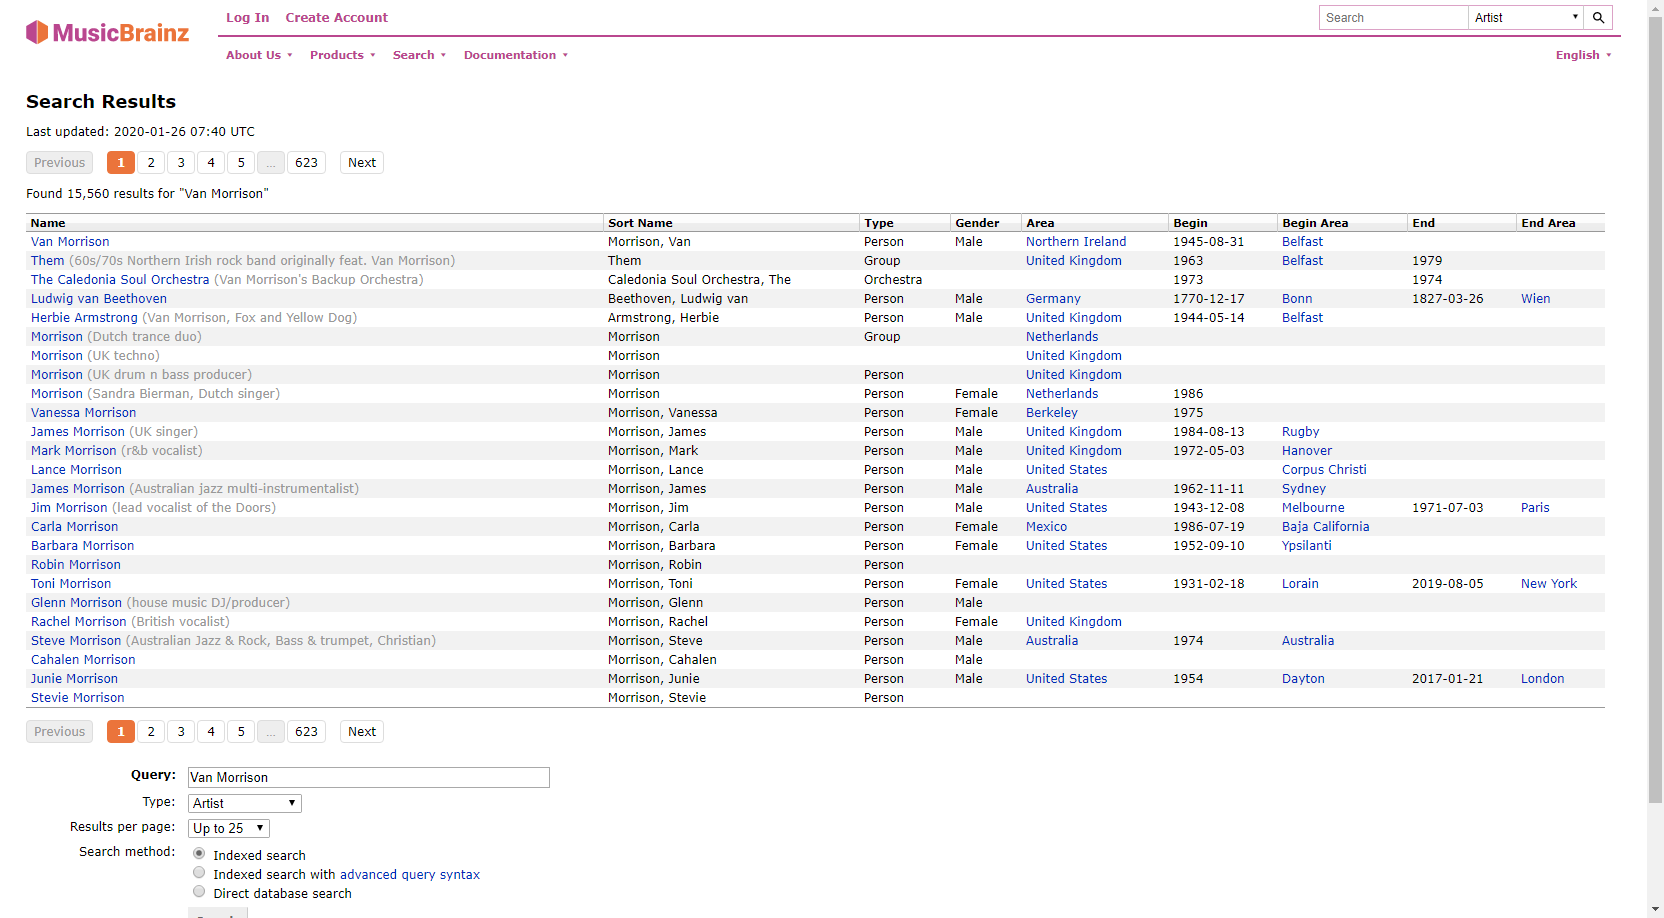 MusicBrainz
Log In Create Account
Search Artist
About Us Products Search Documentation English
Search Results
Last updated: 2020-01-26 07:40 UTC
Previous 1 2 3 4 5 ... 623 Next
Found 15,560 results for "Van Morrison"
Name Sort Name Type Gender Area Begin Begin Area End End Area
Van Morrison Morrison, Van Person Male Northern Ireland 1945-08-31 Belfast
Them (60s/70s Northern Irish rock band originally feat. Van Morrison) Them Group United Kingdom 1963 Belfast 1979
The Caledonia Soul Orchestra (Van Morrison's Backup Orchestra) Caledonia Soul Orchestra, The Orchestra 1973 1974
Ludwig van Beethoven Beethoven, Ludwig van Person Male Germany 1770-12-17 Bonn 1827-03-26 Wien
Herbie Armstrong (Van Morrison, Fox and Yellow Dog) Armstrong, Herbie Person Male United Kingdom 1944-05-14 Belfast
Morrison (Dutch trance duo) Morrison Group Netherlands
Morrison (UK techno) Morrison United Kingdom
Morrison (UK drum n bass producer) Morrison Person United Kingdom
Morrison (Sandra Bierman, Dutch singer) Morrison Person Female Netherlands 1986
Vanessa Morrison Morrison, Vanessa Person Female Berkeley 1975
James Morrison (UK singer) Morrison, James Person Male United Kingdom 1984-08-13 Rugby
Mark Morrison (r&b vocalist) Morrison, Mark Person Male United Kingdom 1972-05-03 Hanover
Lance Morrison Morrison, Lance Person Male United States Corpus Christi
James Morrison (Australian jazz multi-instrumentalist) Morrison, James Person Male Australia 1962-11-11 Sydney
Jim Morrison (lead vocalist of the Doors) Morrison, Jim Person Male United States 1943-12-08 Melbourne 1971-07-03 Paris
Carla Morrison Morrison, Carla Person Female Mexico 1986-07-19 Baja California
Barbara Morrison Morrison, Barbara Person Female United States 1952-09-10 Ypsilanti
Robin Morrison Morrison, Robin Person
Toni Morrison Morrison, Toni Person Female United States 1931-02-18 Lorain 2019-08-05 New York
Glenn Morrison (house music DJ/producer) Morrison, Glenn Person Male
Rachel Morrison (British vocalist) Morrison, Rachel Person Female United Kingdom
Steve Morrison (Australian Jazz & Rock, Bass & trumpet, Christian) Morrison, Steve Person Male Australia 1974 Australia
Cahalen Morrison Morrison, Cahalen Person Male
Junie Morrison Morrison, Junie Person Male United States 1954 Dayton 2017-01-21 London
Stevie Morrison Morrison, Stevie Person
Previous 1 2 3 4 5 ... 623 Next
Query: Van Morrison
Type: Artist
Results per page: Up to 25
Search method: Indexed search
Indexed search with advanced query syntax
Direct database search